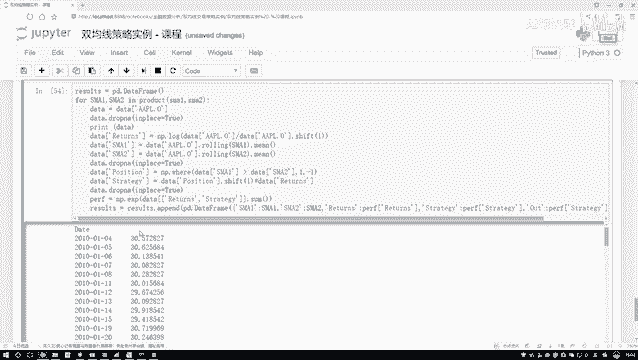 jupyter 双均线策略实例 - 课程 (unsaved changes)
File Edit View Insert Cell Kernel Widgets Help
Trusted
Python 3
Code
In [54]:
results = pd.DataFrame()
for SMA1,SMA2 in product(sma1,sma2):
data = data['AAPL.O']
data.dropna(inplace=True)
print (data)
data['Returns'] = np.log(data['AAPL.O']/data['AAPL.O'].shift(1))
data['SMA1'] = data['AAPL.O'].rolling(SMA1).mean()
data['SMA2'] = data['AAPL.O'].rolling(SMA2).mean()
data.dropna(inplace=True)
data['Position'] = np.where(data['SMA1'] > data['SMA2'],1,-1)
data['Strategy'] = data['Position'].shift(1)*data['Returns']
data.dropna(inplace=True)
perf = np.exp(data[['Returns','Strategy']].sum())
results = results.append(pd.DataFrame({'SMA1':SMA1,'SMA2':SMA2,'Returns':perf['Returns'],'Strategy':perf['Strategy'],'Out':perf['Strategy']
Date
2010-01-04 30.572827
2010-01-05 30.625684
2010-01-06 30.138541
2010-01-07 30.082827
2010-01-08 30.282827
2010-01-11 30.015684
2010-01-12 29.674256
2010-01-13 30.092827
2010-01-14 29.918542
2010-01-15 29.418542
2010-01-19 30.719969
2010-01-20 30.246398